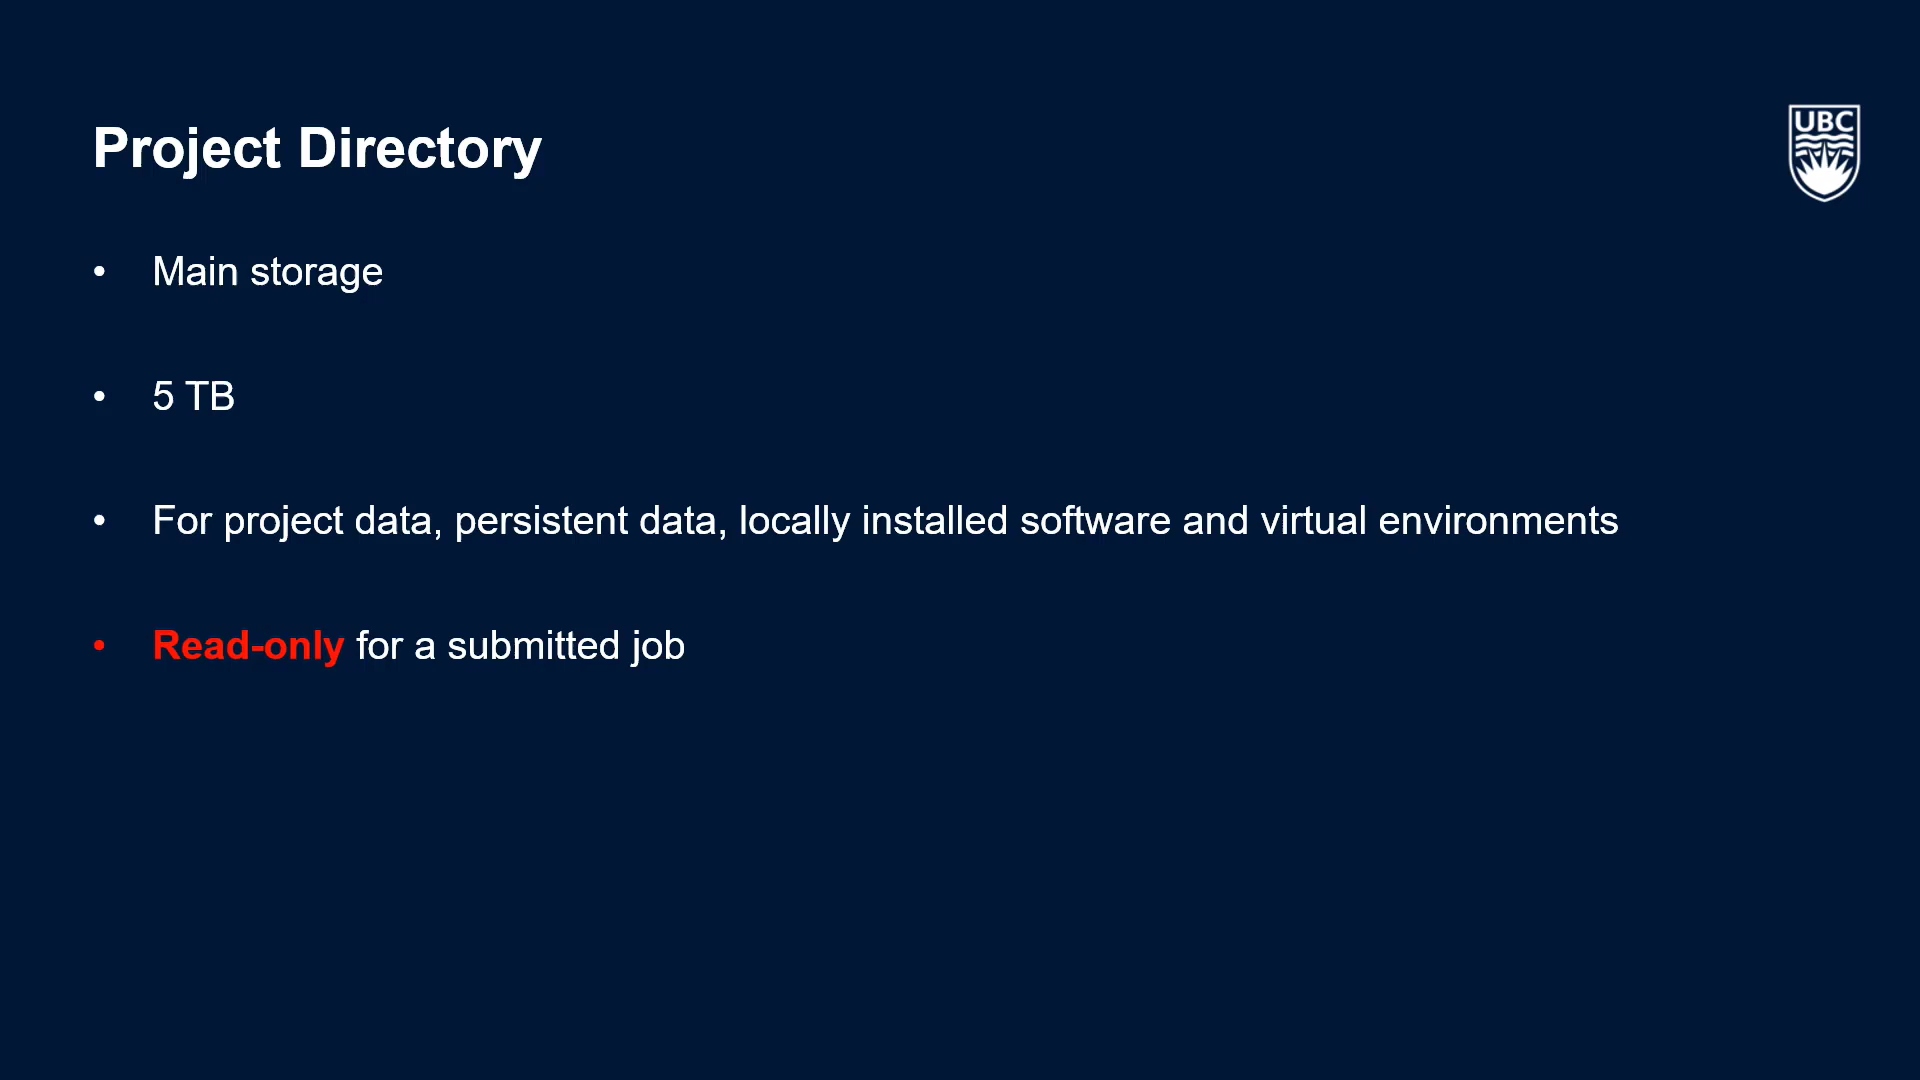 Project Directory
UBC
• Main storage
• 5 TB
• For project data, persistent data, locally installed software and virtual environments
• Read-only for a submitted job